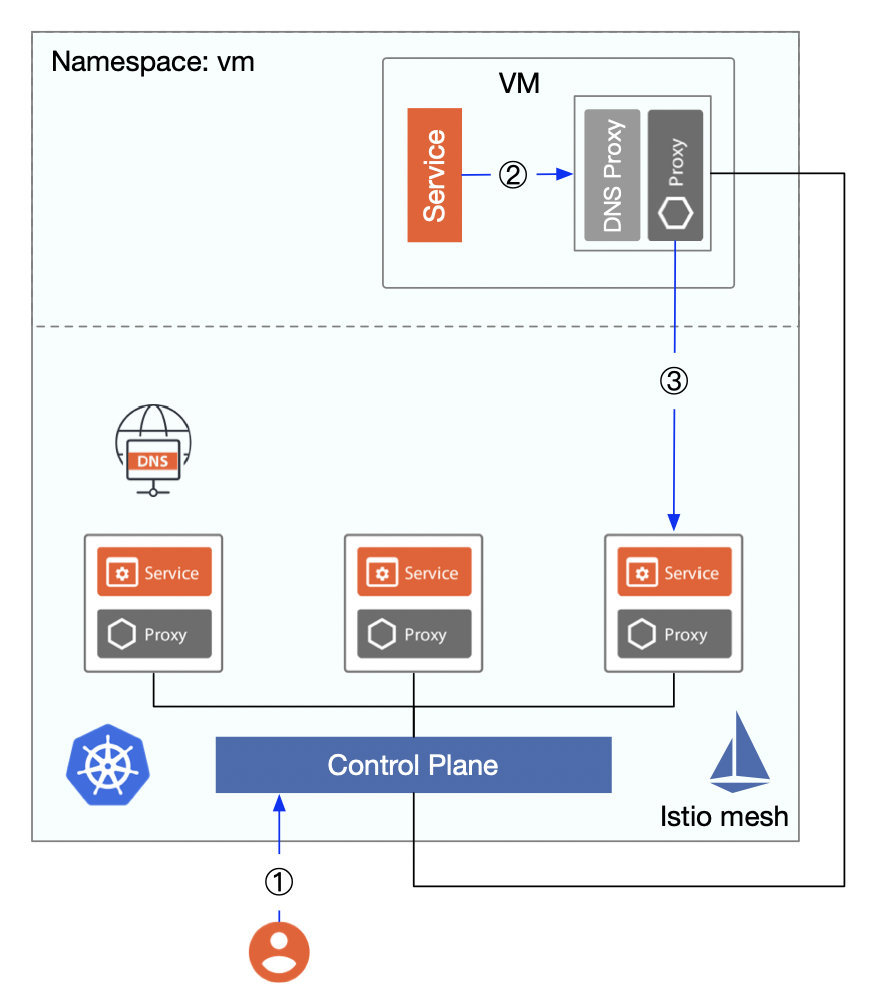 Namespace: vm
VM
Service
②
DNS Proxy
Proxy
③
DNS
Service
Proxy
Service
Proxy
Service
Proxy
Control Plane
Istio mesh
①